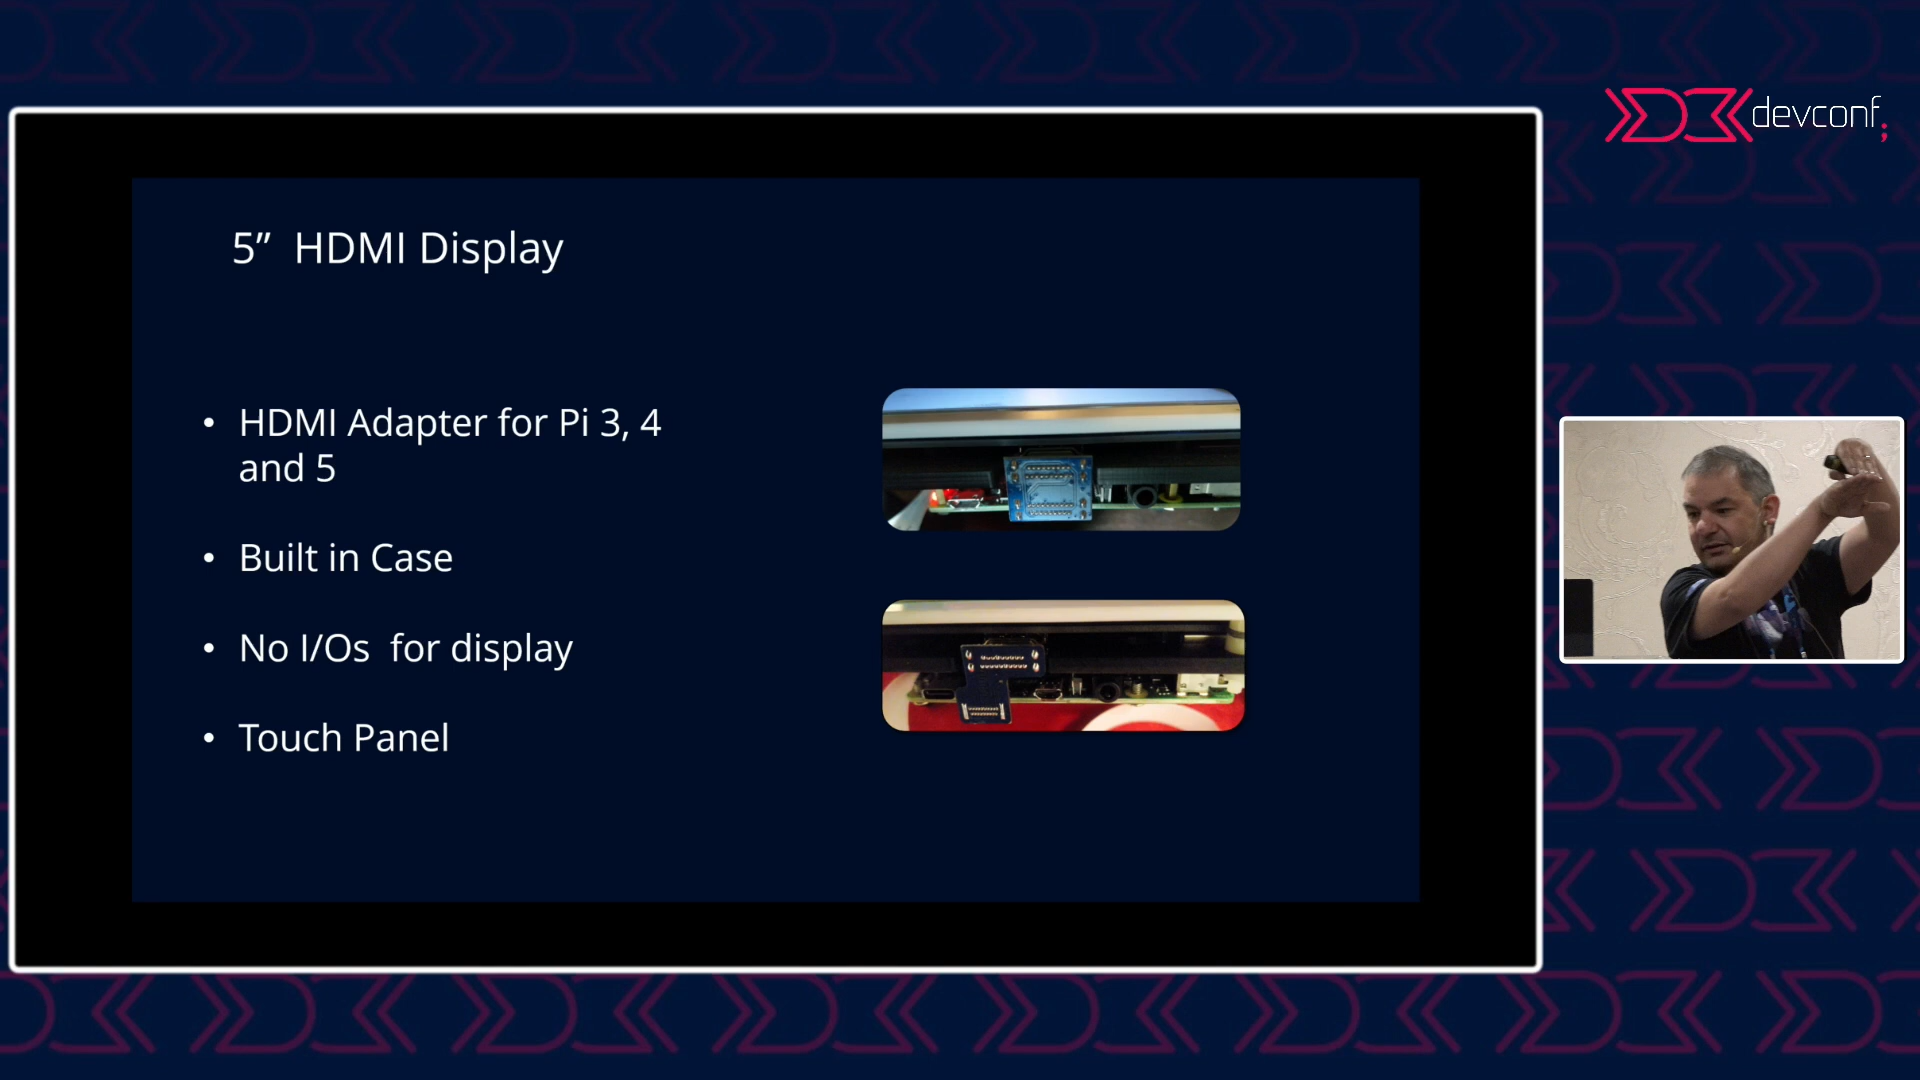 devconf;
5” HDMI Display
• HDMI Adapter for Pi 3, 4
and 5
• Built in Case
• No I/Os for display
• Touch Panel